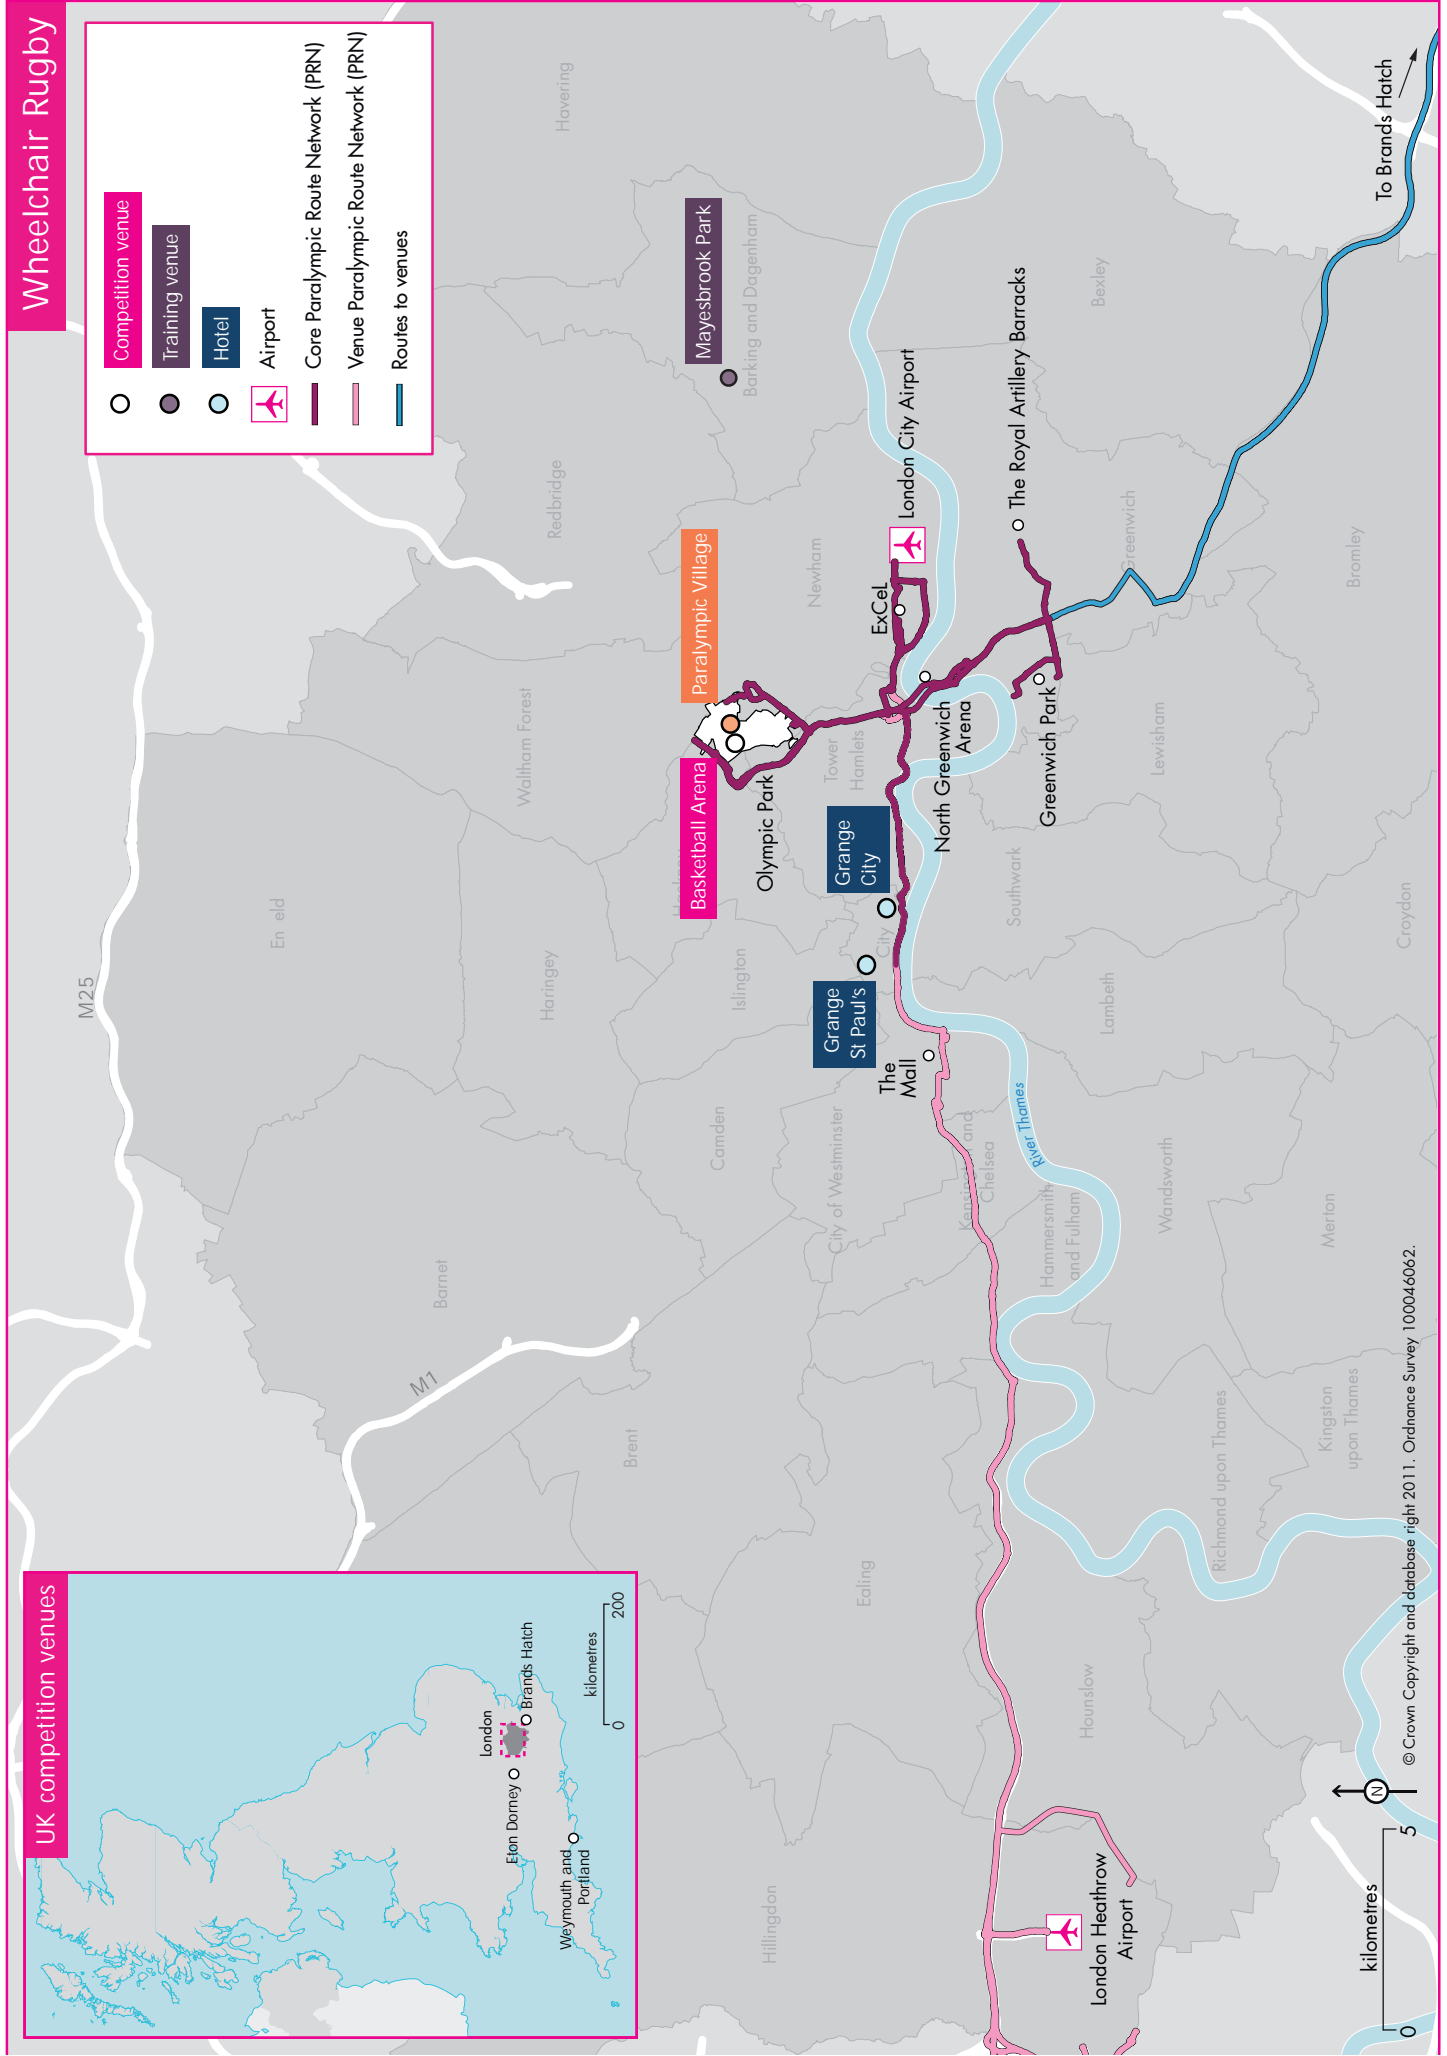 Wheelchair Rugby
Competition venue
Training venue
Hotel
Airport
Core Paralympic Route Network (PRN)
Venue Paralympic Route Network (PRN)
Routes to venues
UK competition venues
London
Brands Hatch
Eton Dorney
Weymouth and
Portland
kilometres
0
200
M25
M1
Enfield
Barnet
Haringey
Waltham Forest
Redbridge
Havering
Brent
Camden
Islington
Basketball Arena
Paralympic Village
Mayesbrook Park
Barking and Dagenham
Olympic Park
Newham
Tower
Hamlets
Hillingdon
Ealing
City of Westminster
Grange
St Paul's
Grange
City
City
The
Mall
ExCeL
London City Airport
North Greenwich
Arena
Kensington and
Chelsea
River Thames
Hammersmith
and Fulham
Southwark
Greenwich Park
The Royal Artillery Barracks
Bexley
London Heathrow
Airport
Hounslow
Wandsworth
Lambeth
Lewisham
Greenwich
Richmond upon Thames
Kingston
upon Thames
Merton
Croydon
Bromley
To Brands Hatch
kilometres
0
5
N
© Crown Copyright and database right 2011. Ordnance Survey 100046062.